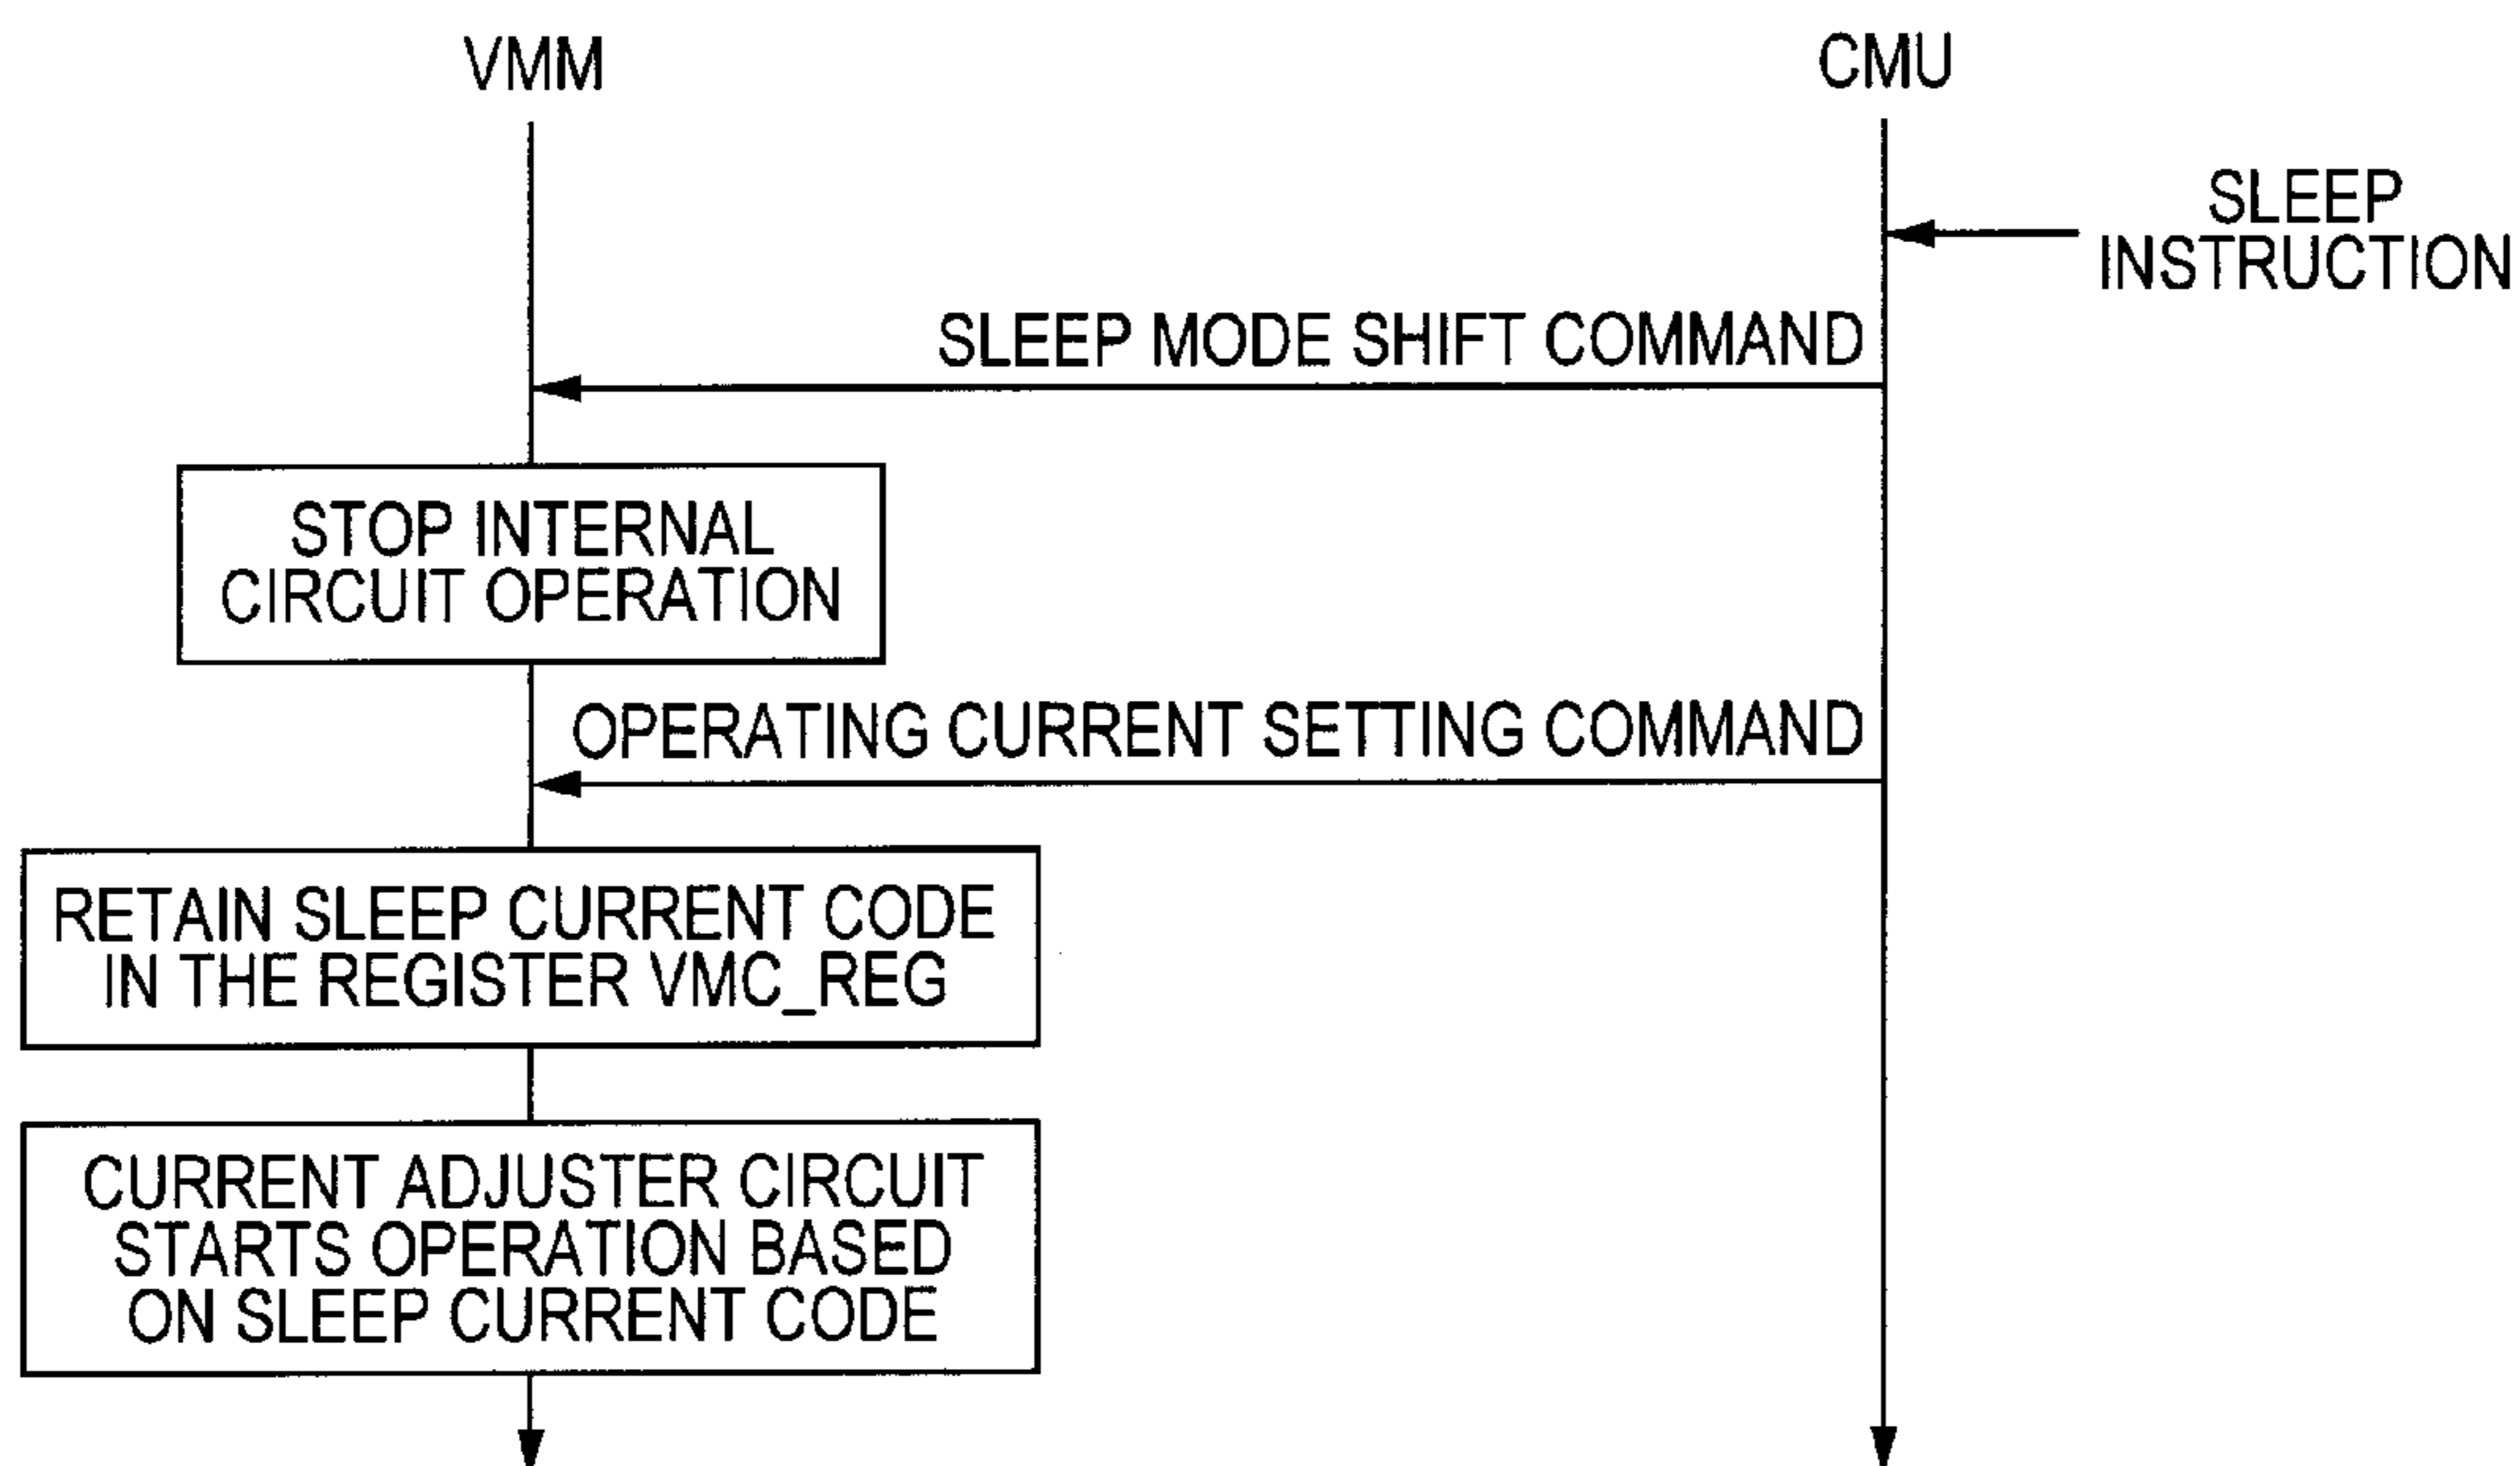 VMM
CMU
SLEEP
INSTRUCTION
SLEEP MODE SHIFT COMMAND
STOP INTERNAL
CIRCUIT OPERATION
OPERATING CURRENT SETTING COMMAND
RETAIN SLEEP CURRENT CODE
IN THE REGISTER VMC_REG
CURRENT ADJUSTER CIRCUIT
STARTS OPERATION BASED
ON SLEEP CURRENT CODE